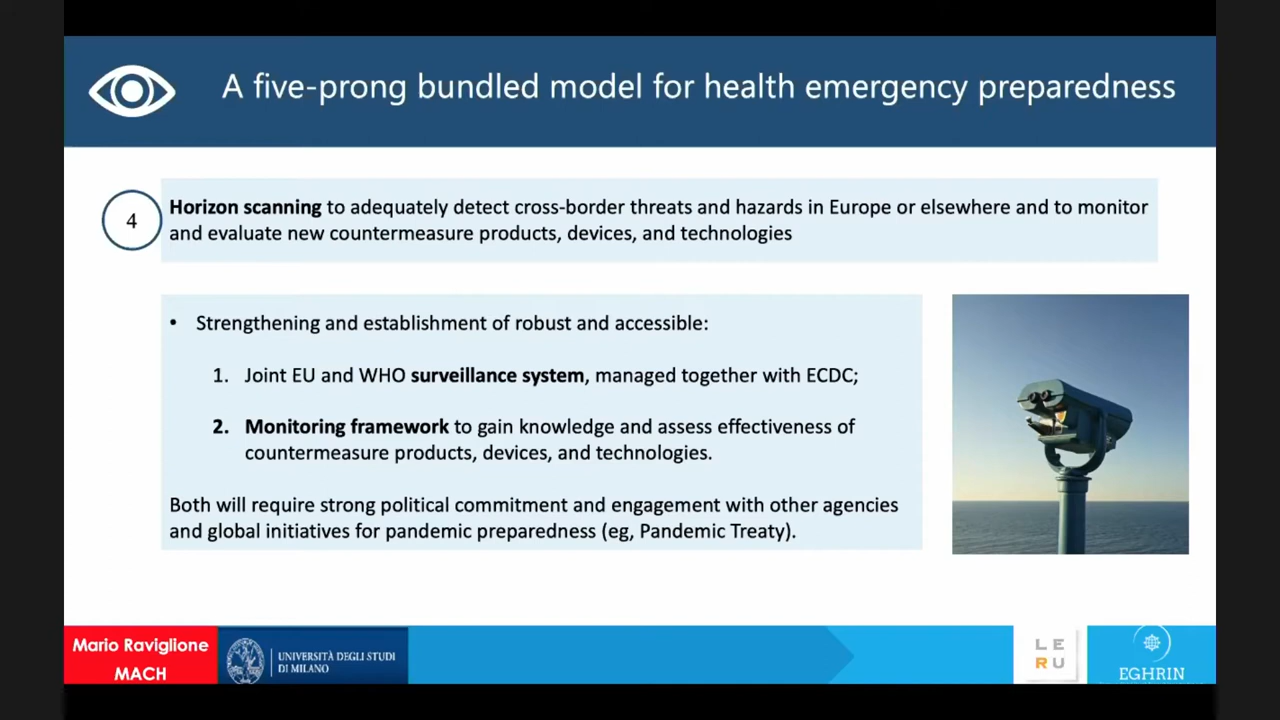 A five-prong bundled model for health emergency preparedness
4
Horizon scanning to adequately detect cross-border threats and hazards in Europe or elsewhere and to monitor
and evaluate new countermeasure products, devices, and technologies
• Strengthening and establishment of robust and accessible:
1. Joint EU and WHO surveillance system, managed together with ECDC;
2. Monitoring framework to gain knowledge and assess effectiveness of
countermeasure products, devices, and technologies.
Both will require strong political commitment and engagement with other agencies
and global initiatives for pandemic preparedness (eg, Pandemic Treaty).
Mario Raviglione
MACH
UNIVERSITÀ DEGLI STUDI
DI MILANO
L E
R U
EGHRIN